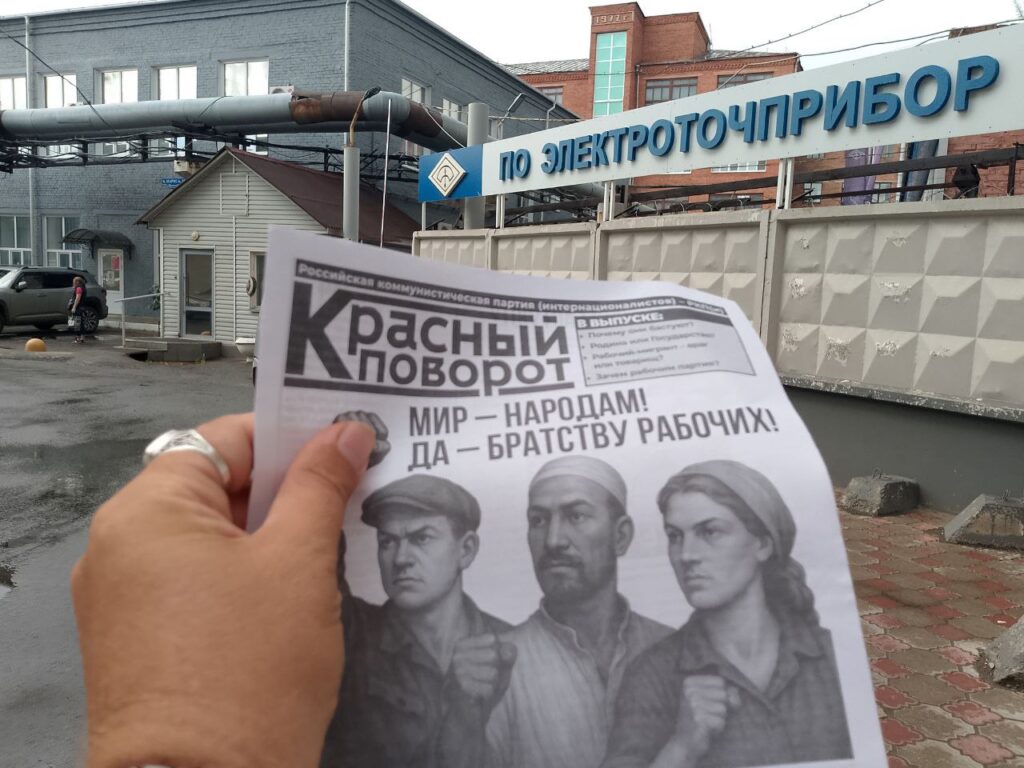 1977 г.
ПО ЭЛЕКТРОТОЧПРИБОР
Российская коммунистическая партия (интернационалистов) –
Красный
поворот
В ВЫПУСКЕ:
• Почему они бастуют?
• Родина или Государство?
• Рабочий-мигрант - враг
или товарищ?
• Зачем рабочим партия?
МИР – НАРОДАМ!
ДА – БРАТСТВУ РАБОЧИХ!